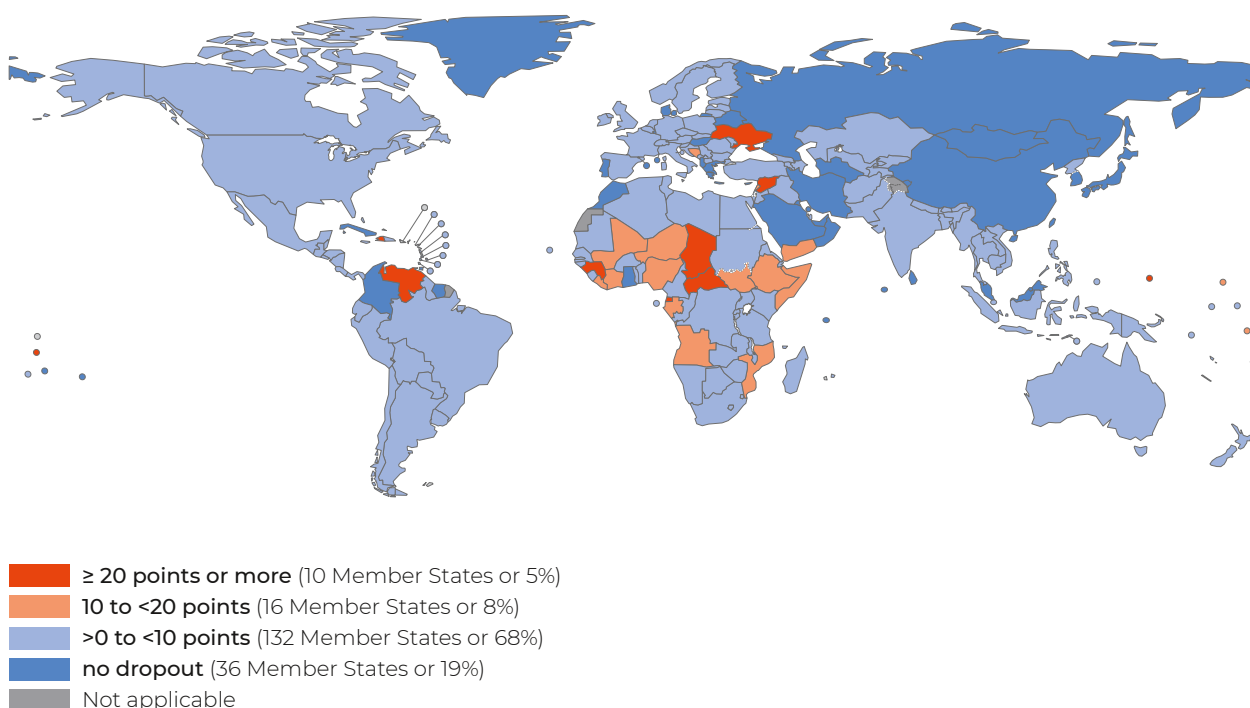 ≥ 20 points or more (10 Member States or 5%)
10 to <20 points (16 Member States or 8%)
>0 to <10 points (132 Member States or 68%)
no dropout (36 Member States or 19%)
Not applicable